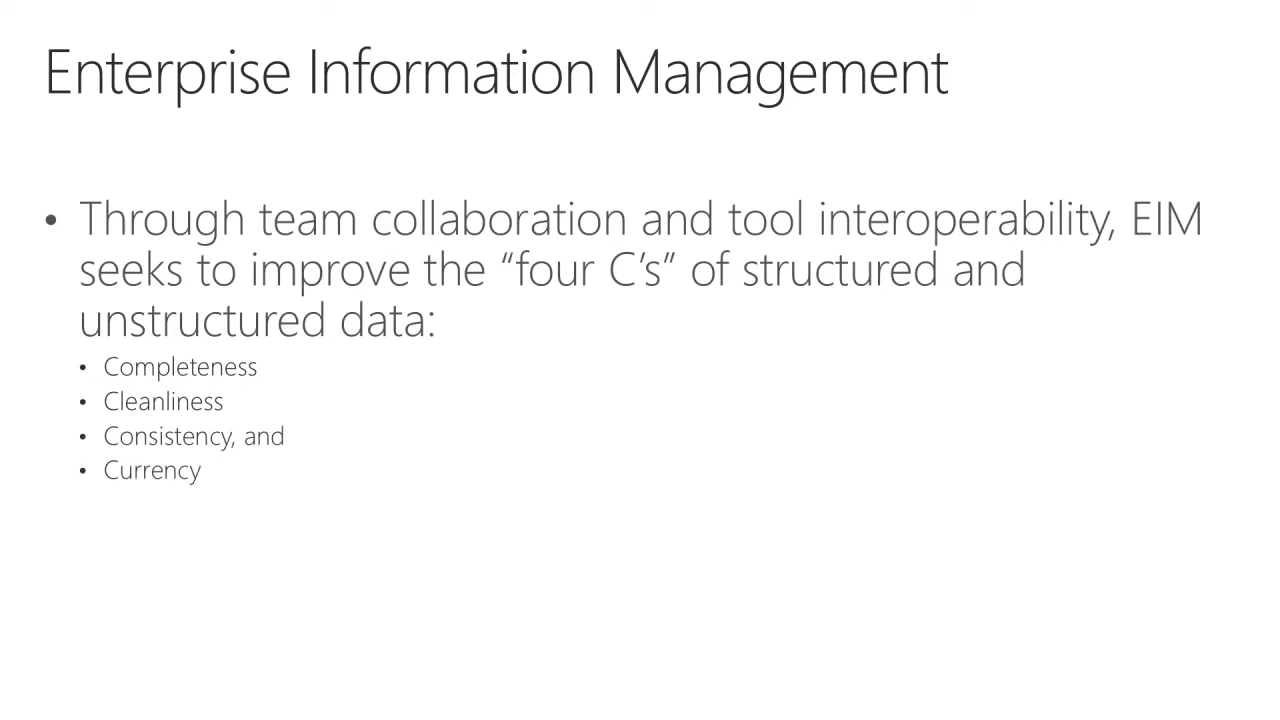 Enterprise Information Management
• Through team collaboration and tool interoperability, EIM
seeks to improve the “four C’s” of structured and
unstructured data:
• Completeness
• Cleanliness
• Consistency, and
• Currency